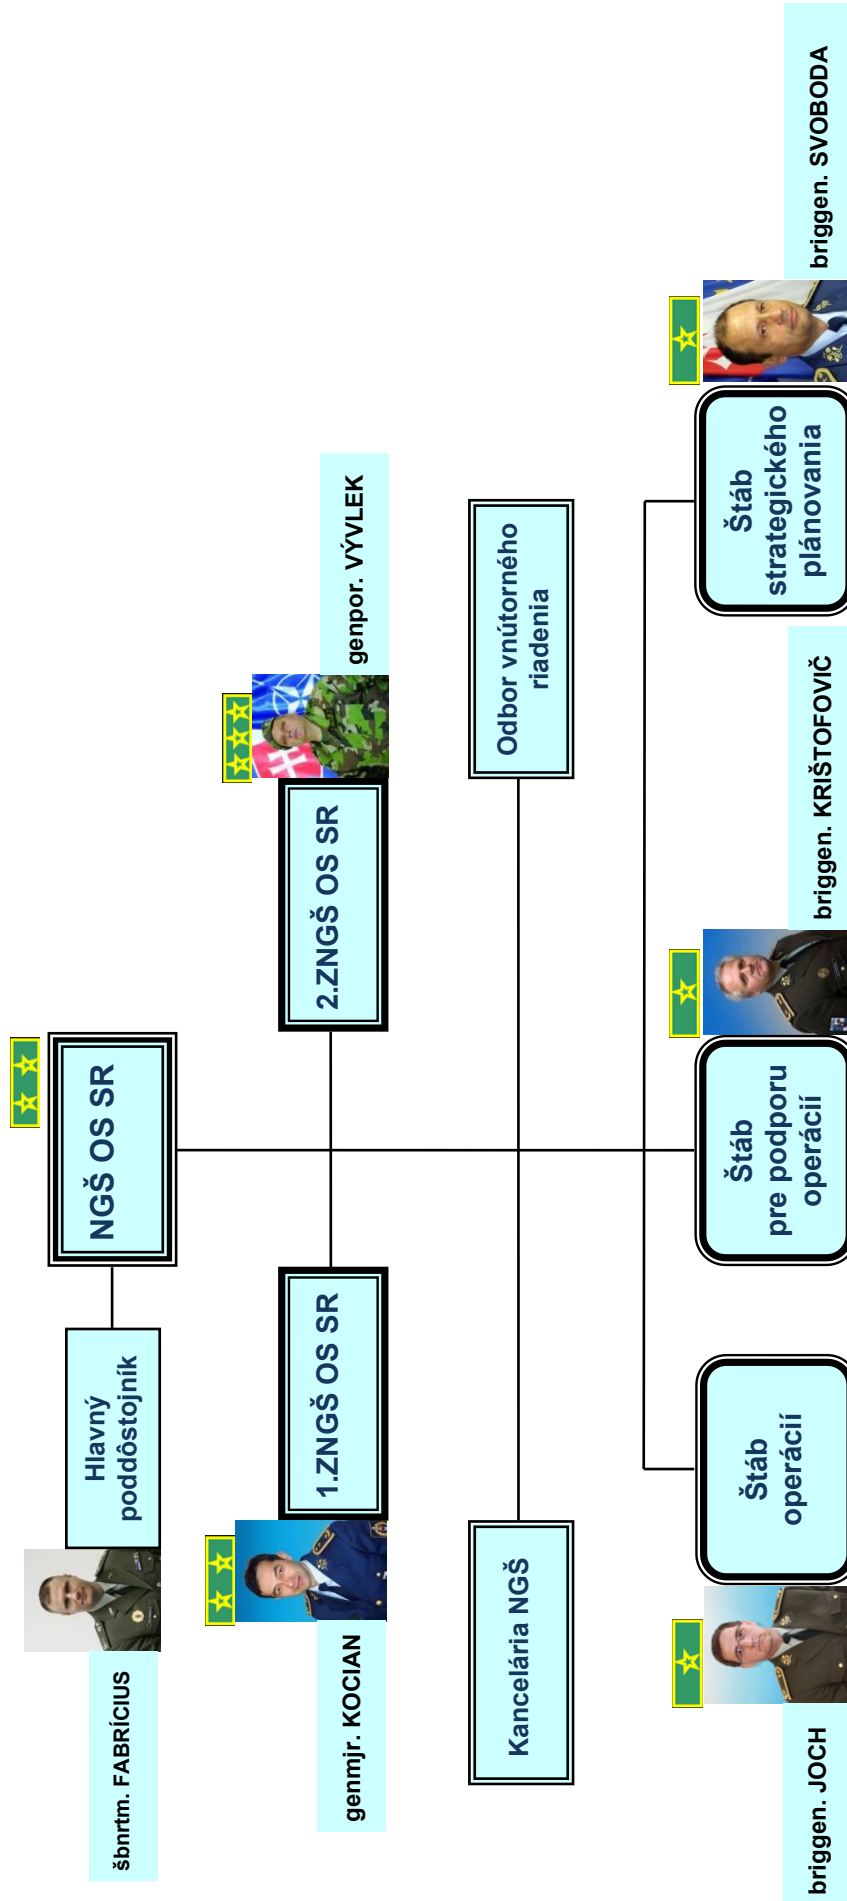 NGŠ OS SR
Hlavný
poddôstojník
šbnrtm. FABRÍCIUS
1.ZNGŠ OS SR
genmjr. KOCIAN
2.ZNGŠ OS SR
genpor. VÝVLEK
Kancelária NGŠ
Odbor vnútorného
riadenia
Štáb
operácií
briggen. JOCH
Štáb
pre podporu
operácií
briggen. KRIŠTOFOVIČ
Štáb
strategického
plánovania
briggen. SVOBODA